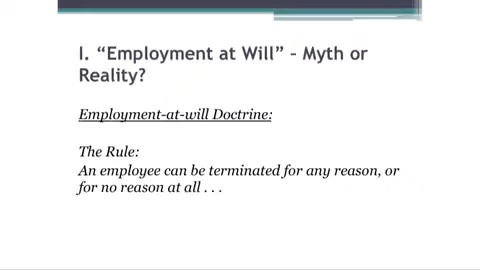 I. “Employment at Will” – Myth or
Reality?
Employment-at-will Doctrine:
The Rule:
An employee can be terminated for any reason, or
for no reason at all . . .